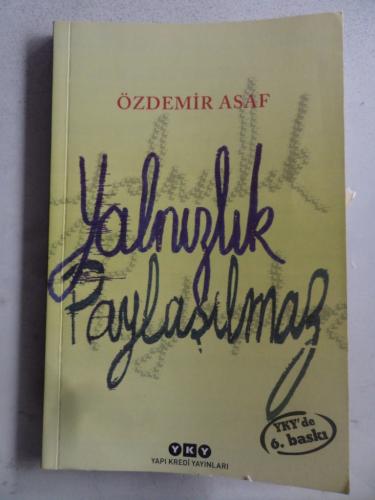 ÖZDEMİR ASAF
Yalnızlık
Paylaşılmaz
YKY'de
6. baskı
YKY
YAPI KREDİ YAYINLARI